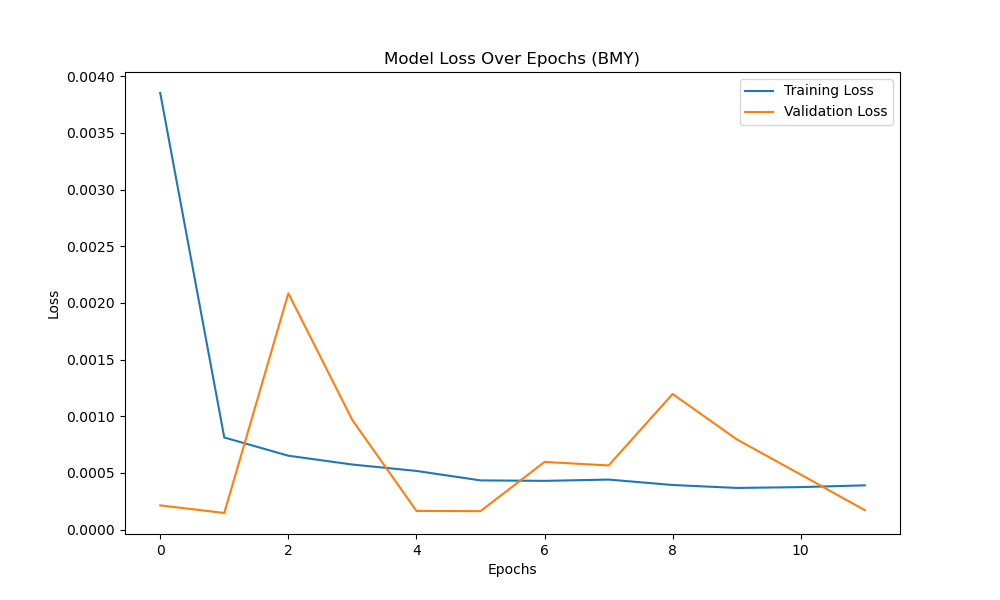 Model Loss Over Epochs (BMY)
Training Loss
Validation Loss
0.0040
0.0035
0.0030
0.0025
0.0020
0.0015
0.0010
0.0005
0.0000
Loss
0 2 4 6 8 10
Epochs